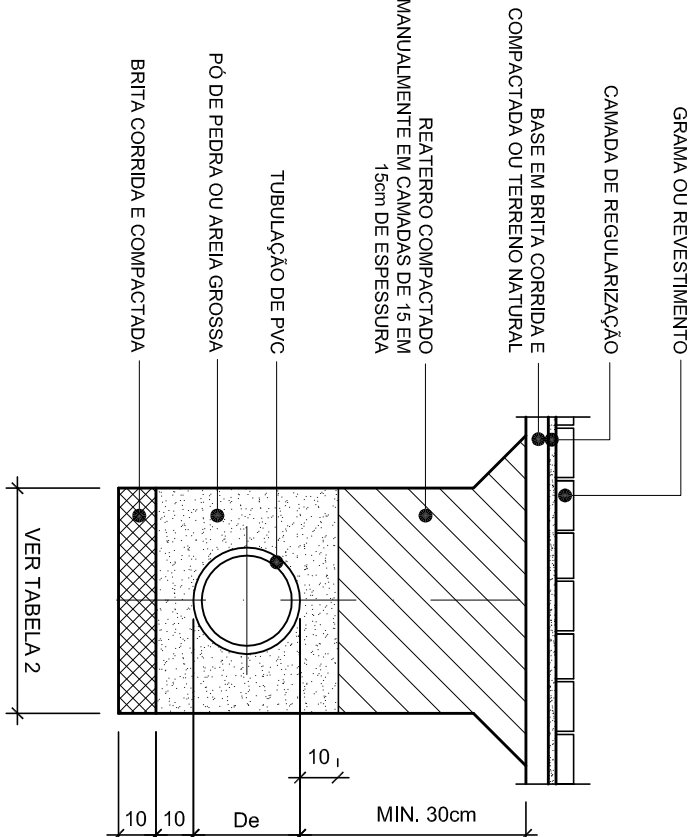 GRAMA OU REVESTIMENTO
CAMADA DE REGULARIZAÇÃO
BASE EM BRITA CORRIDA E
COMPACTADA OU TERRENO NATURAL
REATERRO COMPACTADO
MANUALMENTE EM CAMADAS DE 15 EM
15cm DE ESPESSURA
TUBULAÇÃO DE PVC
PÓ DE PEDRA OU AREIA GROSSA
BRITA CORRIDA E COMPACTADA
VER TABELA 2
10
10
De
10
MIN. 30cm